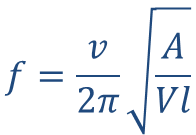 f = v/2π √(A/Vl)